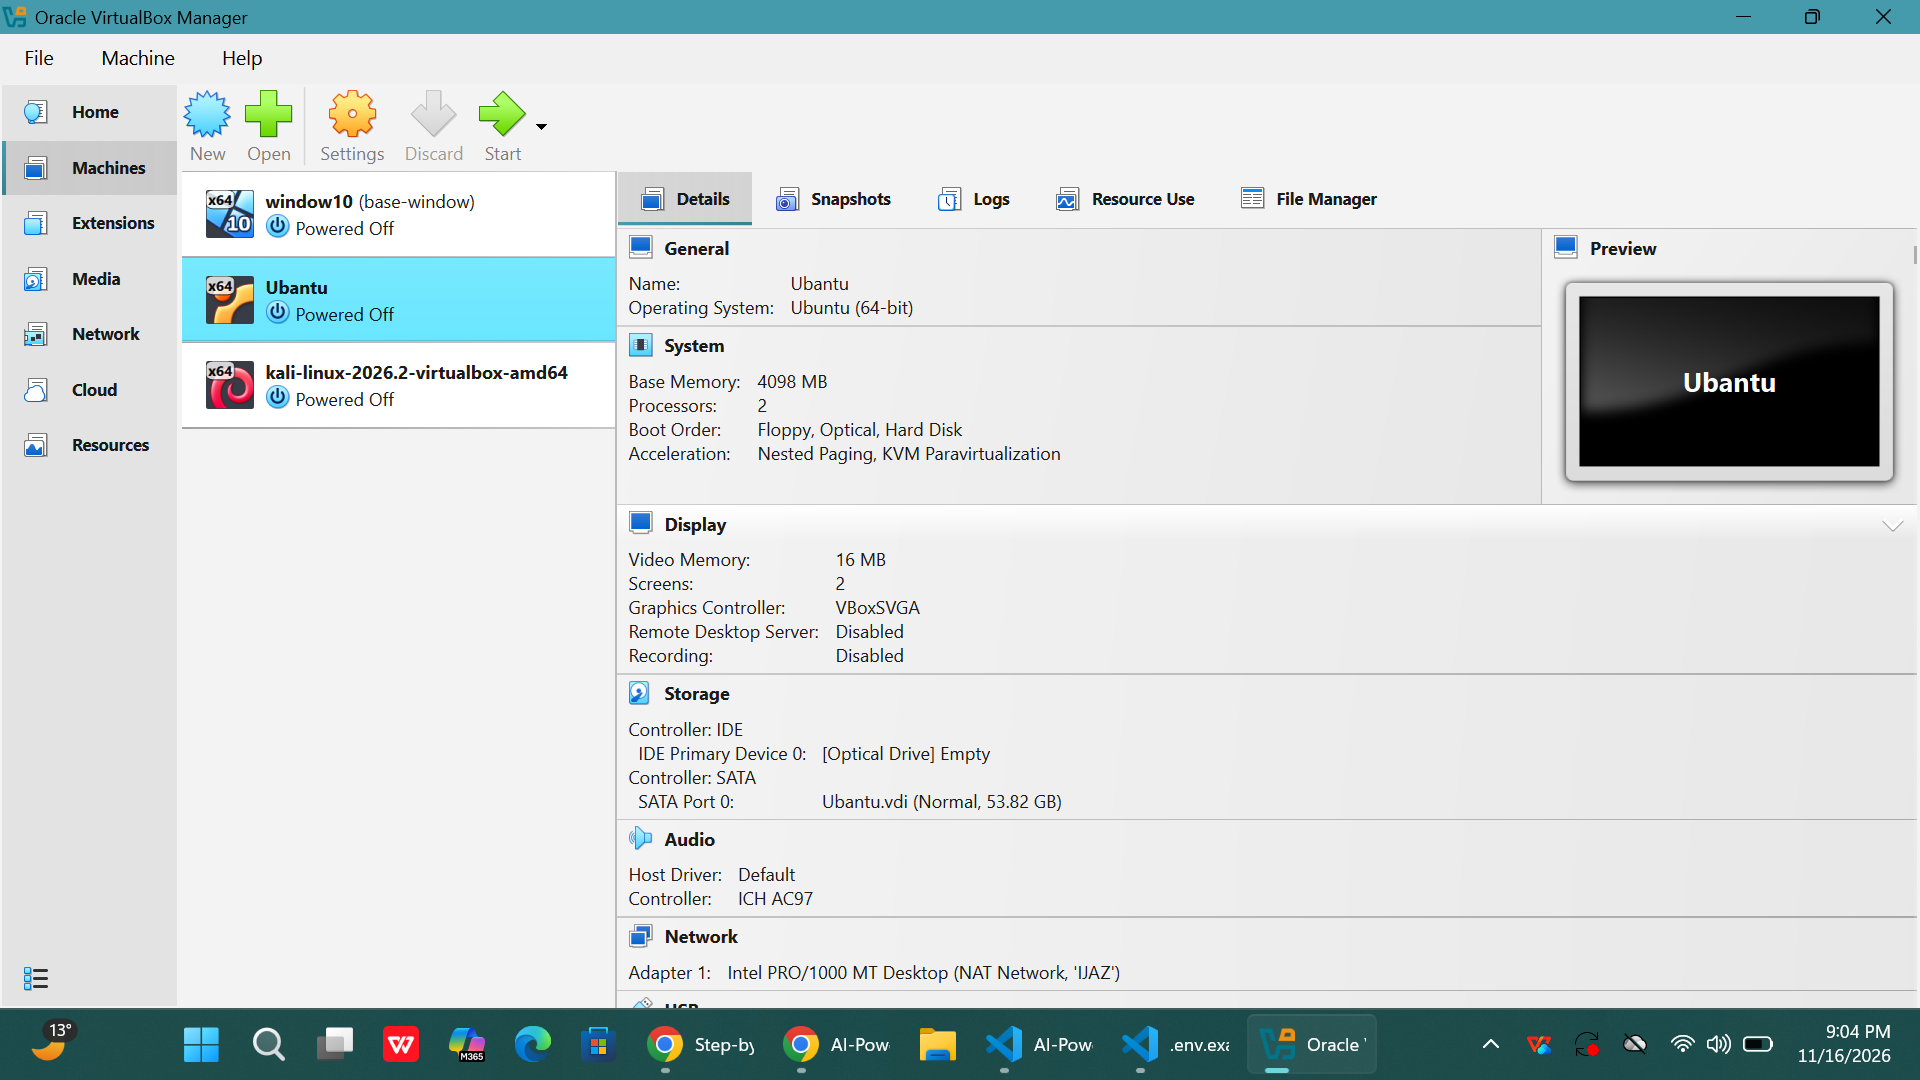 Oracle VirtualBox Manager
File Machine Help
Home
Machines
Extensions
Media
Network
Cloud
Resources
New Open Settings Discard Start
x64 10 window10 (base-window)
Powered Off
x64 Ubantu
Powered Off
x64 kali-linux-2026.2-virtualbox-amd64
Powered Off
Details Snapshots Logs Resource Use File Manager
General
Name: Ubantu
Operating System: Ubuntu (64-bit)
System
Base Memory: 4098 MB
Processors: 2
Boot Order: Floppy, Optical, Hard Disk
Acceleration: Nested Paging, KVM Paravirtualization
Preview
Ubantu
Display
Video Memory: 16 MB
Screens: 2
Graphics Controller: VBoxSVGA
Remote Desktop Server: Disabled
Recording: Disabled
Storage
Controller: IDE
IDE Primary Device 0: [Optical Drive] Empty
Controller: SATA
SATA Port 0: Ubantu.vdi (Normal, 53.82 GB)
Audio
Host Driver: Default
Controller: ICH AC97
Network
Adapter 1: Intel PRO/1000 MT Desktop (NAT Network, 'IJAZ')
USB
13°
M365
Step-by
AI-Pow
AI-Pow
.env.exa
Oracle
9:04 PM
11/16/2026